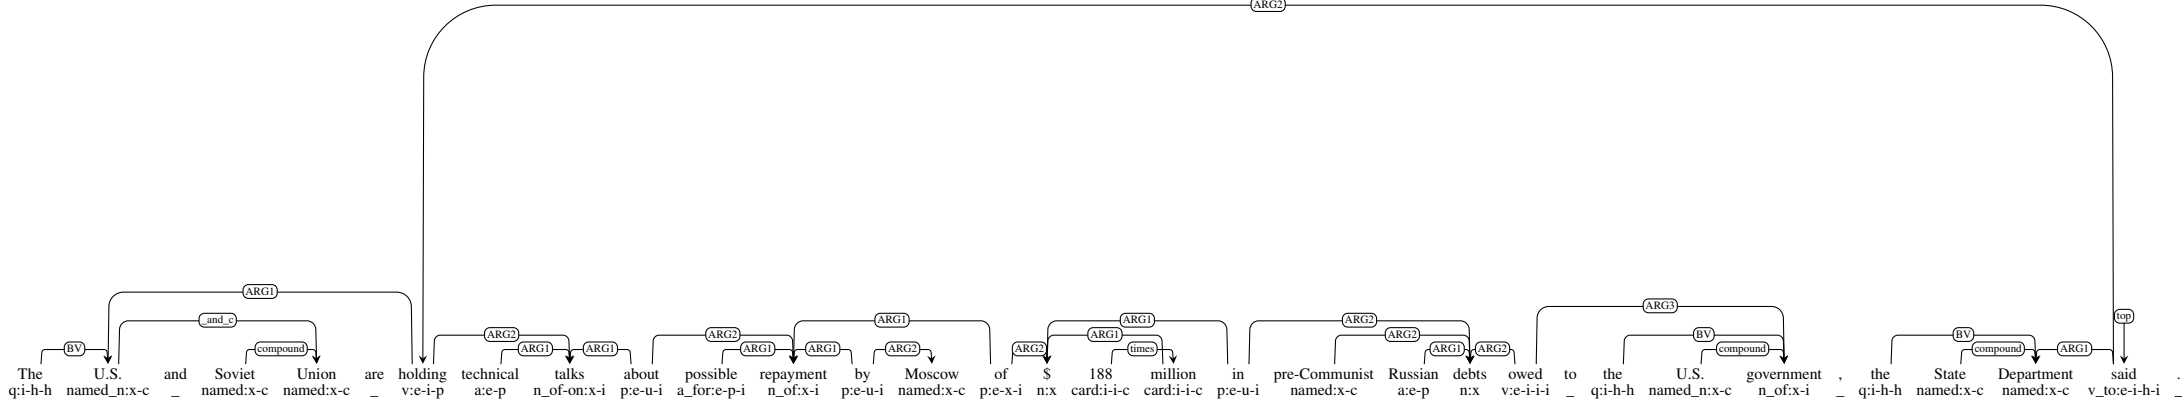 ARG2
ARG1
_and_c ARG1 ARG3 top
ARG2 ARG2 ARG1 ARG2 ARG2 BV BV
BV compound ARG1 ARG1 ARG1 ARG1 ARG2 ARG2 times ARG1 ARG2 compound compound ARG1
The U.S. and Soviet Union are holding technical talks about possible repayment by Moscow of $ 188 million in pre-Communist Russian debts owed to the U.S. government , the State Department said .
q:i-h-h named_n:x-c _ named:x-c named:x-c _ v:e-i-p a:e-p n_of-on:x-i p:e-u-i a_for:e-p-i n_of:x-i p:e-u-i named:x-c p:e-x-i n:x card:i-i-c card:i-i-c p:e-u-i named:x-c a:e-p n:x v:e-i-i-i _ q:i-h-h named_n:x-c n_of:x-i _ q:i-h-h named:x-c named:x-c v_to:e-i-h-i _